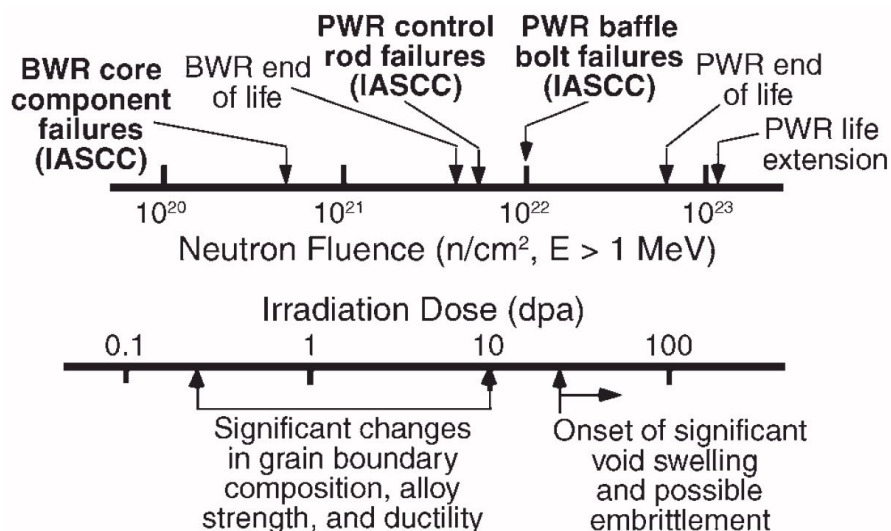 BWR core
component
failures
(IASCC)
BWR end
of life
PWR control
rod failures
(IASCC)
PWR baffle
bolt failures
(IASCC)
PWR end
of life
PWR life
extension
10²⁰ 10²¹ 10²² 10²³
Neutron Fluence (n/cm², E > 1 MeV)
Irradiation Dose (dpa)
0.1 1 10 100
Significant changes
in grain boundary
composition, alloy
strength, and ductility
Onset of significant
void swelling
and possible
embrittlement